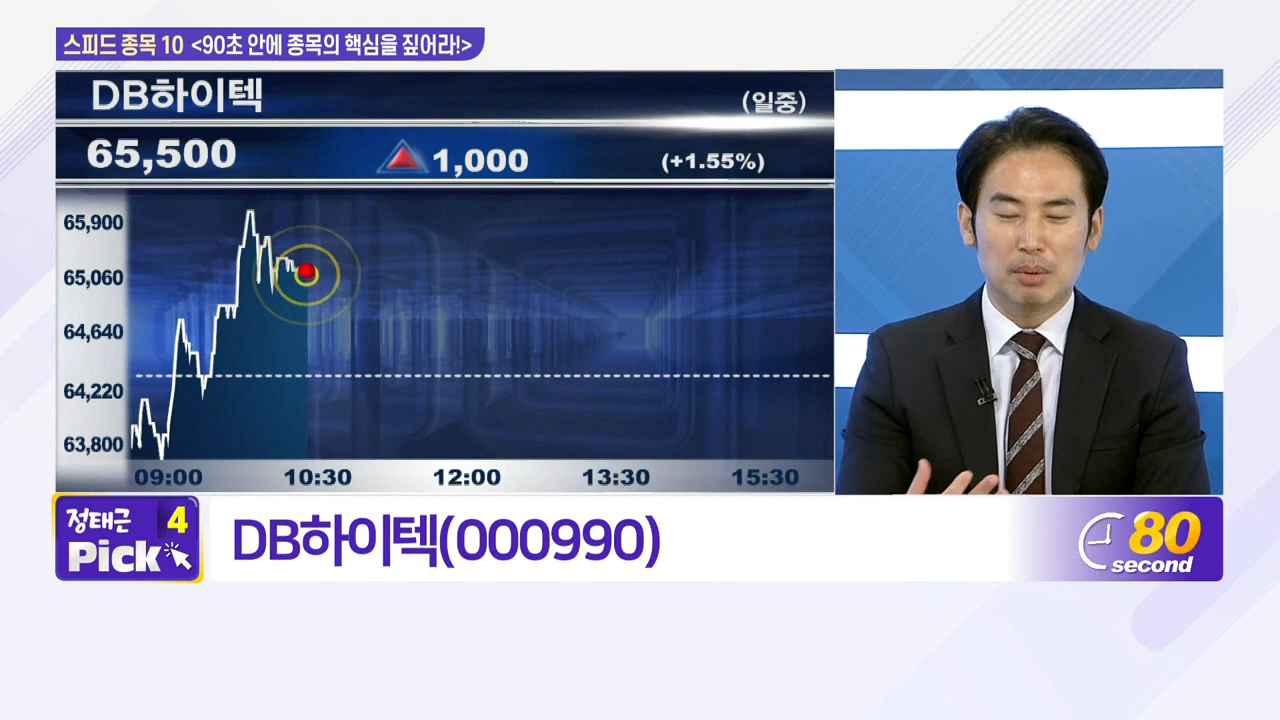 스피드 종목 10 <90초 안에 종목의 핵심을 짚어라!>
DB하이텍
(일중)
65,500 ▲ 1,000 (+1.55%)
65,900
65,060
64,640
64,220
63,800
09:00 10:30 12:00 13:30 15:30
정태근 4
Pick
DB하이텍(000990)
80
second